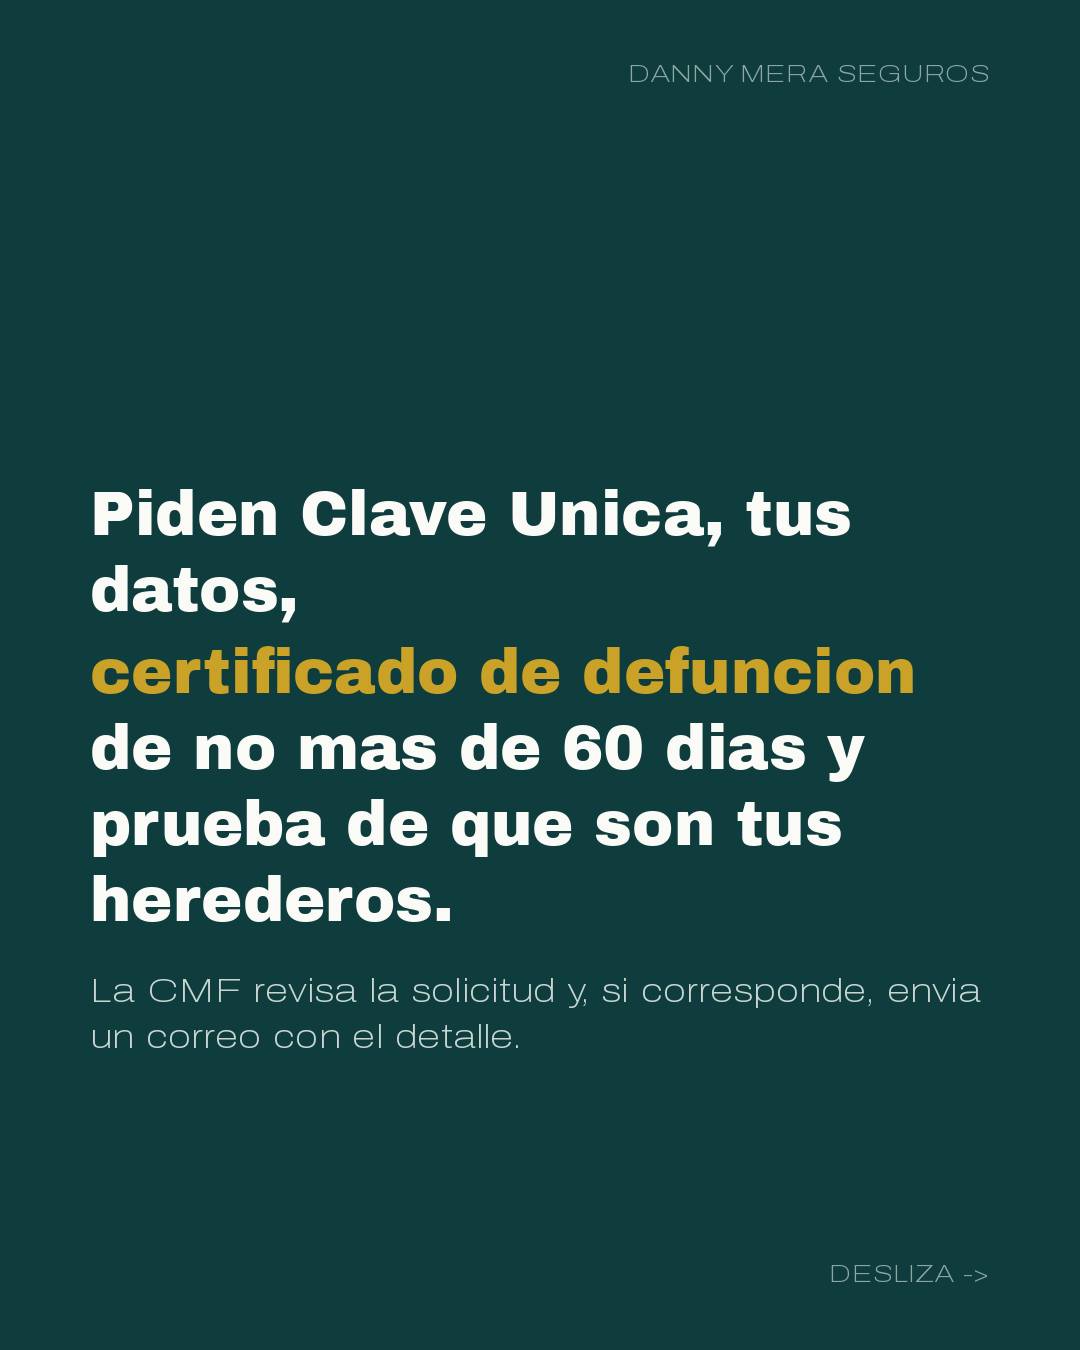 DANNY MERA SEGUROS
Piden Clave Unica, tus
datos,
certificado de defuncion
de no mas de 60 dias y
prueba de que son tus
herederos.
La CMF revisa la solicitud y, si corresponde, envia
un correo con el detalle.
DESLIZA ->